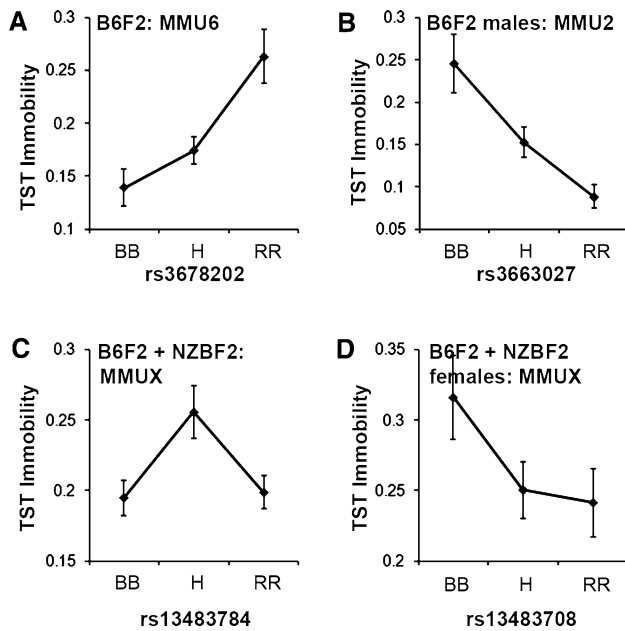 A
B6F2: MMU6
TST Immobility
0.3
0.25
0.2
0.15
0.1
BB
H
RR
rs3678202
B
B6F2 males: MMU2
TST Immobility
0.3
0.25
0.2
0.15
0.1
0.05
BB
H
RR
rs3663027
C
B6F2 + NZBF2:
MMUX
TST Immobility
0.3
0.25
0.2
0.15
BB
H
RR
rs13483784
D
B6F2 + NZBF2
females: MMUX
TST Immobility
0.35
0.3
0.25
0.2
BB
H
RR
rs13483708